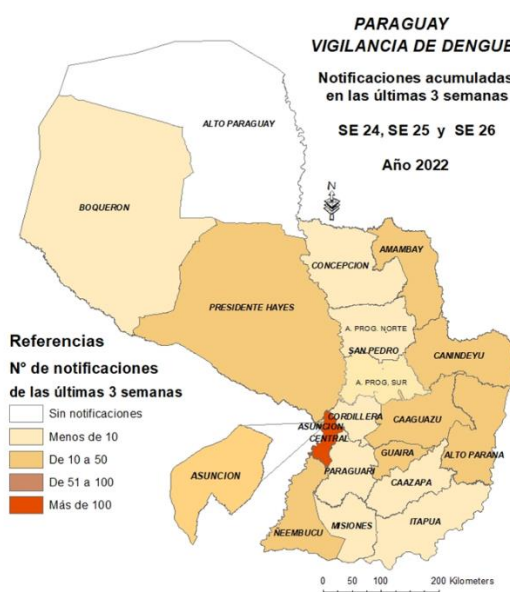 PARAGUAY
VIGILANCIA DE DENGUE
Notificaciones acumuladas
en las últimas 3 semanas
SE 24, SE 25 y SE 26
Año 2022
N
ALTO PARAGUAY
BOQUERON
AMAMBAY
CONCEPCION
PRESIDENTE HAYES
A. PROG. NORTE
SAN PEDRO
CANINDEYU
A. PROG. SUR
CORDILLERA
ASUNCION
CENTRAL
CAAGUAZU
GUAIRA
ALTO PARANA
PARAGUARI
CAAZAPA
ASUNCION
ÑEEMBUCU
MISIONES
ITAPUA
Referencias
N° de notificaciones
de las últimas 3 semanas
Sin notificaciones
Menos de 10
De 10 a 50
De 51 a 100
Más de 100
0 50 100 200 Kilometers